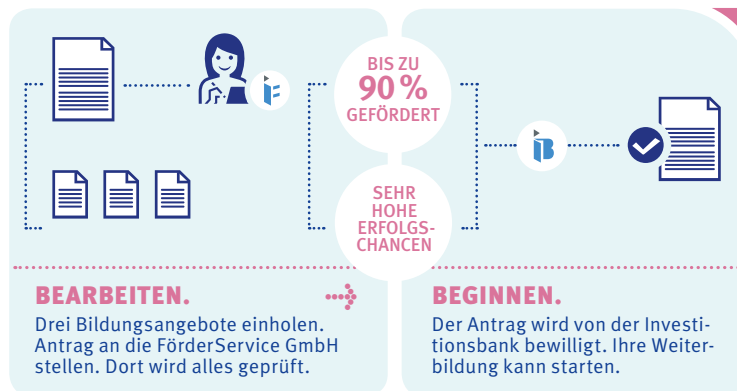 BIS ZU
90 %
GEFÖRDERT
SEHR
HOHE
ERFOLGS-
CHANCEN
BEARBEITEN.
Drei Bildungsangebote einholen.
Antrag an die FörderService GmbH
stellen. Dort wird alles geprüft.
BEGINNEN.
Der Antrag wird von der Investi-
tionsbank bewilligt. Ihre Weiter-
bildung kann starten.